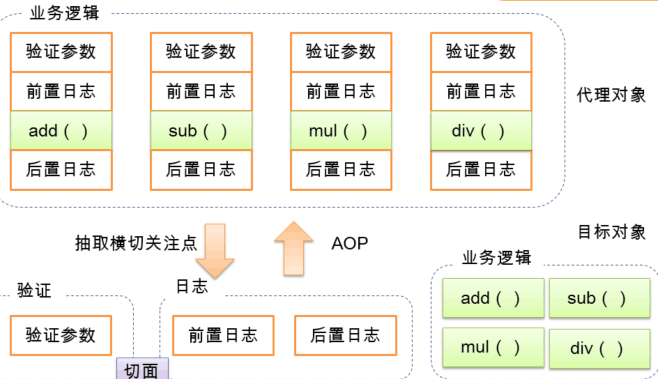 业务逻辑
验证参数 验证参数 验证参数 验证参数
前置日志 前置日志 前置日志 前置日志
add ( ) sub ( ) mul ( ) div ( )
后置日志 后置日志 后置日志 后置日志
代理对象
抽取横切关注点
AOP
目标对象
业务逻辑
add ( ) sub ( )
mul ( ) div ( )
验证
验证参数
日志
前置日志 后置日志
切面